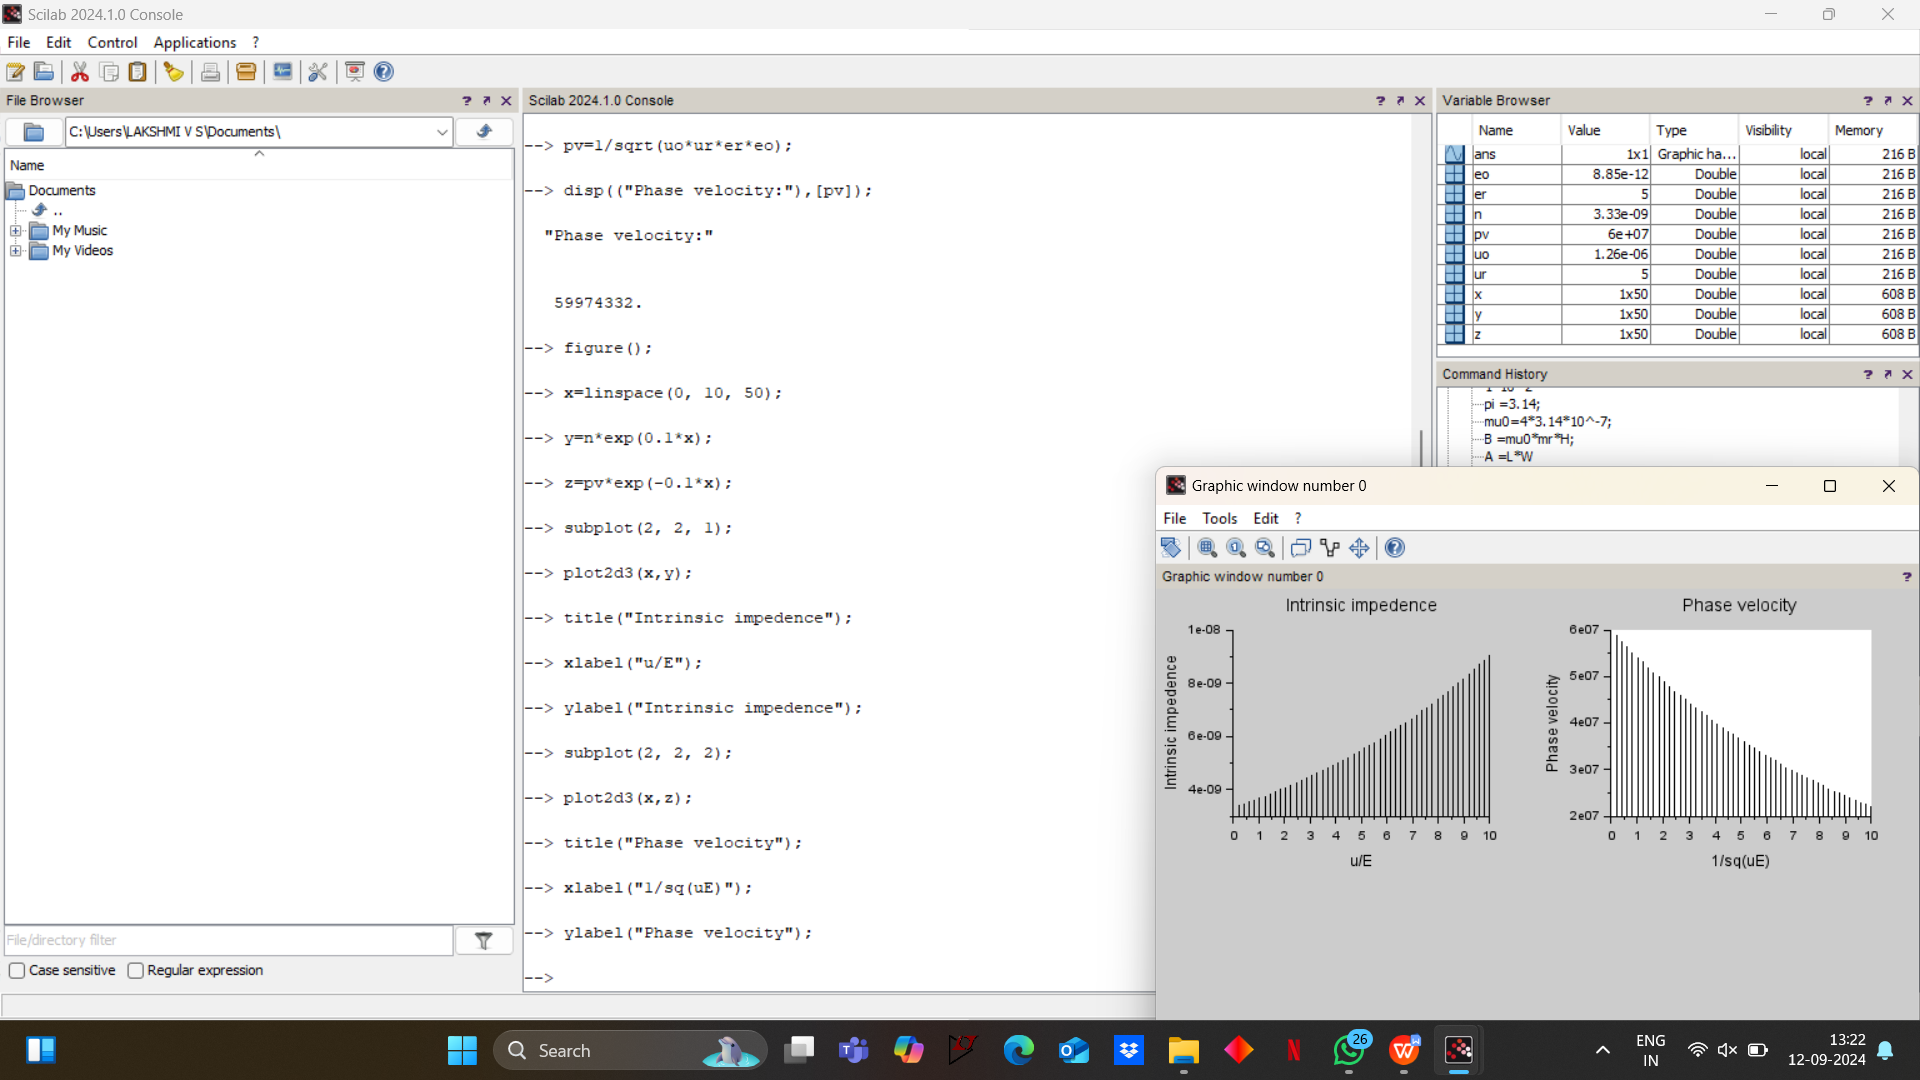 Scilab 2024.1.0 Console
File Edit Control Applications ?
File Browser ? 
C:\Users\LAKSHMI V S\Documents\
Name
Documents
..
My Music
My Videos
File/directory filter
Case sensitive Regular expression
Scilab 2024.1.0 Console ?
--> pv=1/sqrt(uo*ur*er*eo);
--> disp(("Phase velocity:"),[pv]);
"Phase velocity:"
59974332.
--> figure();
--> x=linspace(0, 10, 50);
--> y=n*exp(0.1*x);
--> z=pv*exp(-0.1*x);
--> subplot(2, 2, 1);
--> plot2d3(x,y);
--> title("Intrinsic impedence");
--> xlabel("u/E");
--> ylabel("Intrinsic impedence");
--> subplot(2, 2, 2);
--> plot2d3(x,z);
--> title("Phase velocity");
--> xlabel("1/sq(uE)");
--> ylabel("Phase velocity");
-->
Variable Browser ?
Name Value Type Visibility Memory
ans 1x1 Graphic ha... local 216 B
eo 8.85e-12 Double local 216 B
er 5 Double local 216 B
n 3.33e-09 Double local 216 B
pv 6e+07 Double local 216 B
uo 1.26e-06 Double local 216 B
ur 5 Double local 216 B
x 1x50 Double local 608 B
y 1x50 Double local 608 B
z 1x50 Double local 608 B
Command History ?
pi =3.14;
mu0=4*3.14*10^-7;
B =mu0*mr*H;
A =L*W
Graphic window number 0
File Tools Edit ?
Graphic window number 0 ?
Intrinsic impedence
1e-08
8e-09
6e-09
4e-09
Intrinsic impedence
0 1 2 3 4 5 6 7 8 9 10
u/E
Phase velocity
6e07
5e07
4e07
3e07
2e07
Phase velocity
0 1 2 3 4 5 6 7 8 9 10
1/sq(uE)
Search
26
ENG
IN
13:22
12-09-2024